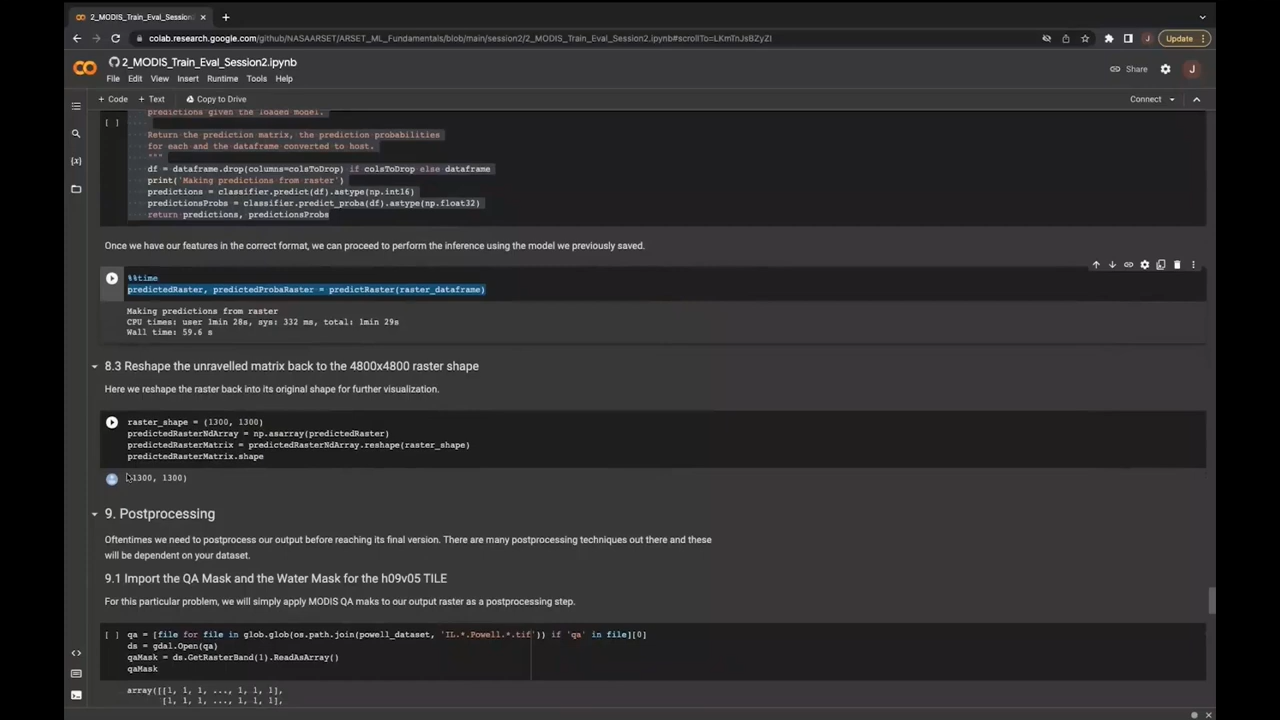 2_MODIS_Train_Eval_Session2
colab.research.google.com/github/NASAARSET/ARSET_ML_Fundamentals/blob/main/session2/2_MODIS_Train_Eval_Session2.ipynb#scrollTo=LKmTnJsBZyZI
J
Update
2_MODIS_Train_Eval_Session2.ipynb
Share
J
File Edit View Insert Runtime Tools Help
+ Code + Text Copy to Drive
Connect
predictions given the loaded model.
[ ]
Return the prediction matrix, the prediction probabilities
for each and the dataframe converted to host.
"""
df = dataframe.drop(columns=colsToDrop) if colsToDrop else dataframe
print('Making predictions from raster')
predictions = classifier.predict(df).astype(np.int16)
predictionsProbs = classifier.predict_proba(df).astype(np.float32)
return predictions, predictionsProbs
Once we have our features in the correct format, we can proceed to perform the inference using the model we previously saved.
%%time
predictedRaster, predictedProbaRaster = predictRaster(raster_dataframe)
Making predictions from raster
CPU times: user 1min 28s, sys: 332 ms, total: 1min 29s
Wall time: 59.6 s
8.3 Reshape the unravelled matrix back to the 4800x4800 raster shape
Here we reshape the raster back into its original shape for further visualization.
raster_shape = (1300, 1300)
predictedRasterNdArray = np.asarray(predictedRaster)
predictedRasterMatrix = predictedRasterNdArray.reshape(raster_shape)
predictedRasterMatrix.shape
(1300, 1300)
9. Postprocessing
Oftentimes we need to postprocess our output before reaching its final version. There are many postprocessing techniques out there and these
will be dependent on your dataset.
9.1 Import the QA Mask and the Water Mask for the h09v05 TILE
For this particular problem, we will simply apply MODIS QA maks to our output raster as a postprocessing step.
[ ] qa = [file for file in glob.glob(os.path.join(powell_dataset, 'IL.*.Powell.*.tif')) if 'qa' in file][0]
ds = gdal.Open(qa)
qaMask = ds.GetRasterBand(1).ReadAsArray()
qaMask
array([[1, 1, 1, ..., 1, 1, 1],
[1, 1, 1, ..., 1, 1, 1],